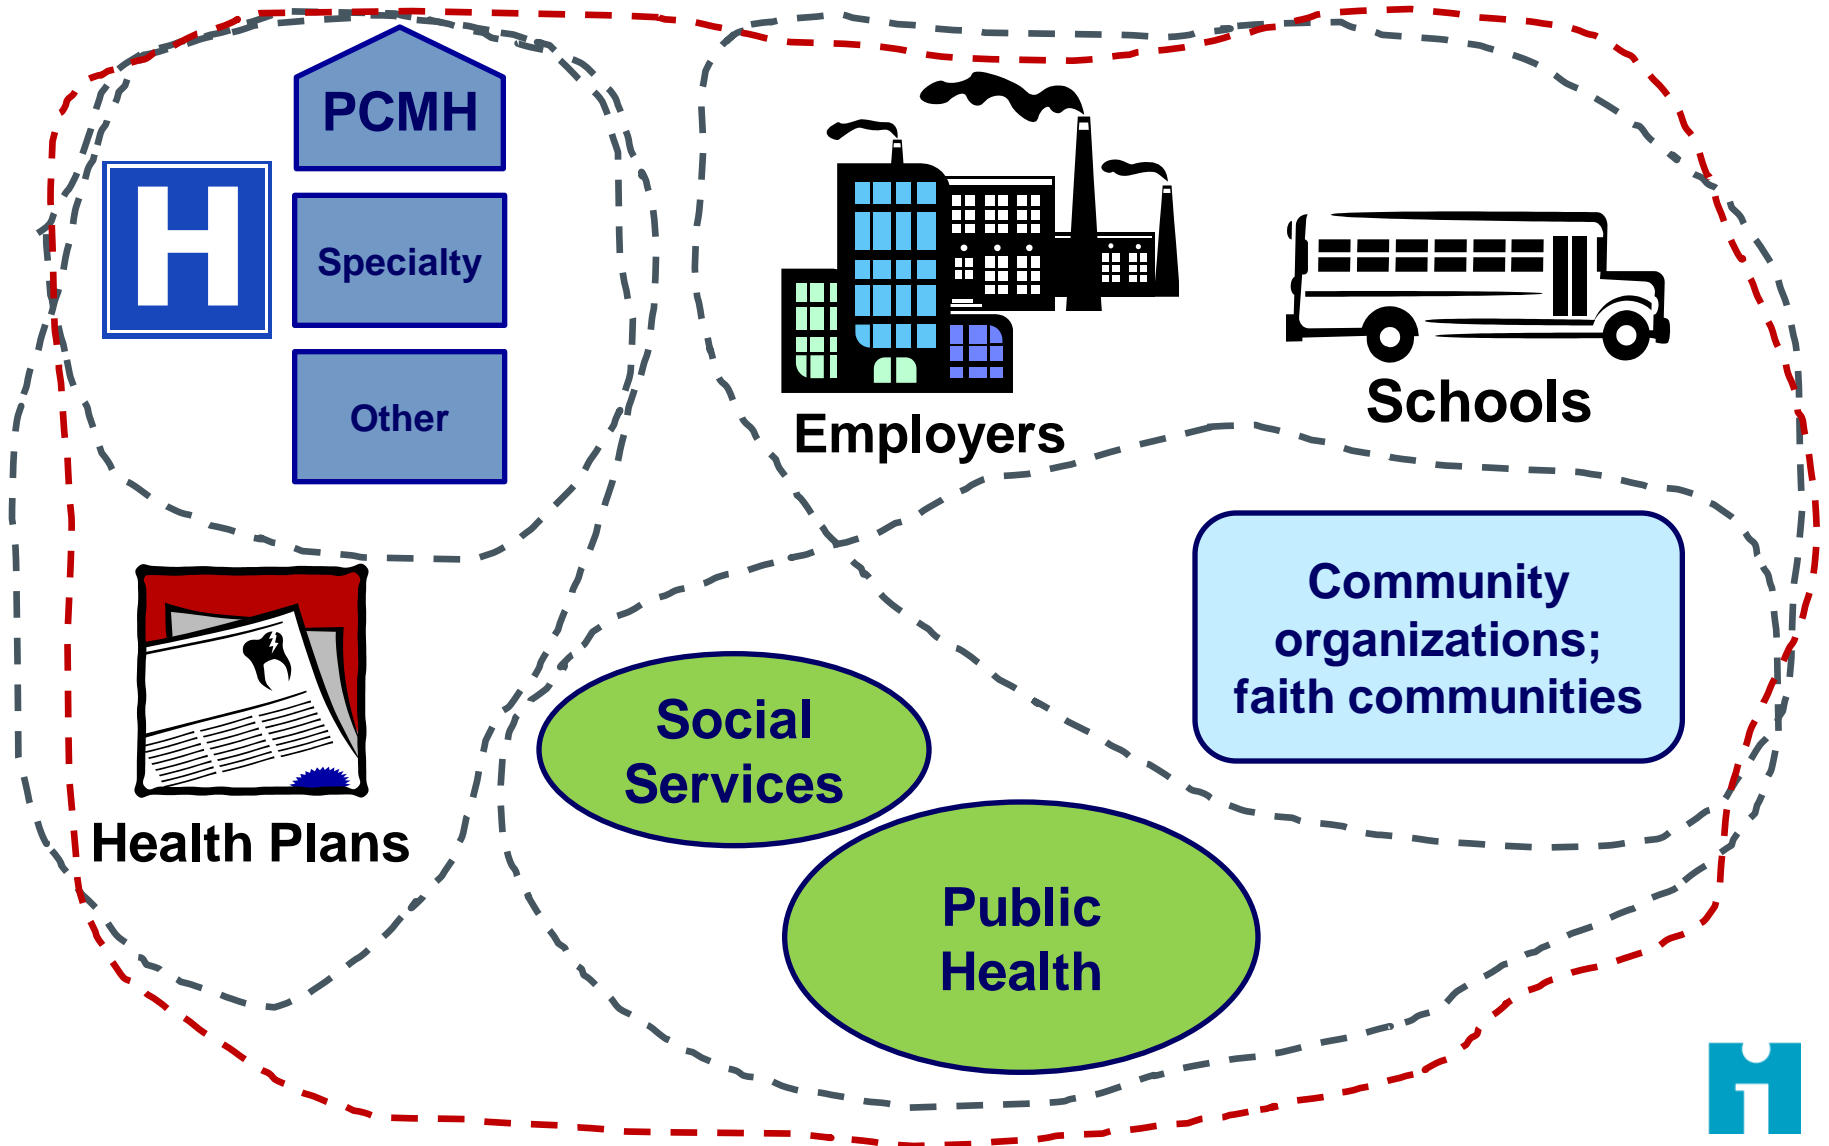 PCMH
H
Specialty
Other
Employers
Schools
Health Plans
Community
organizations;
faith communities
Social
Services
Public
Health